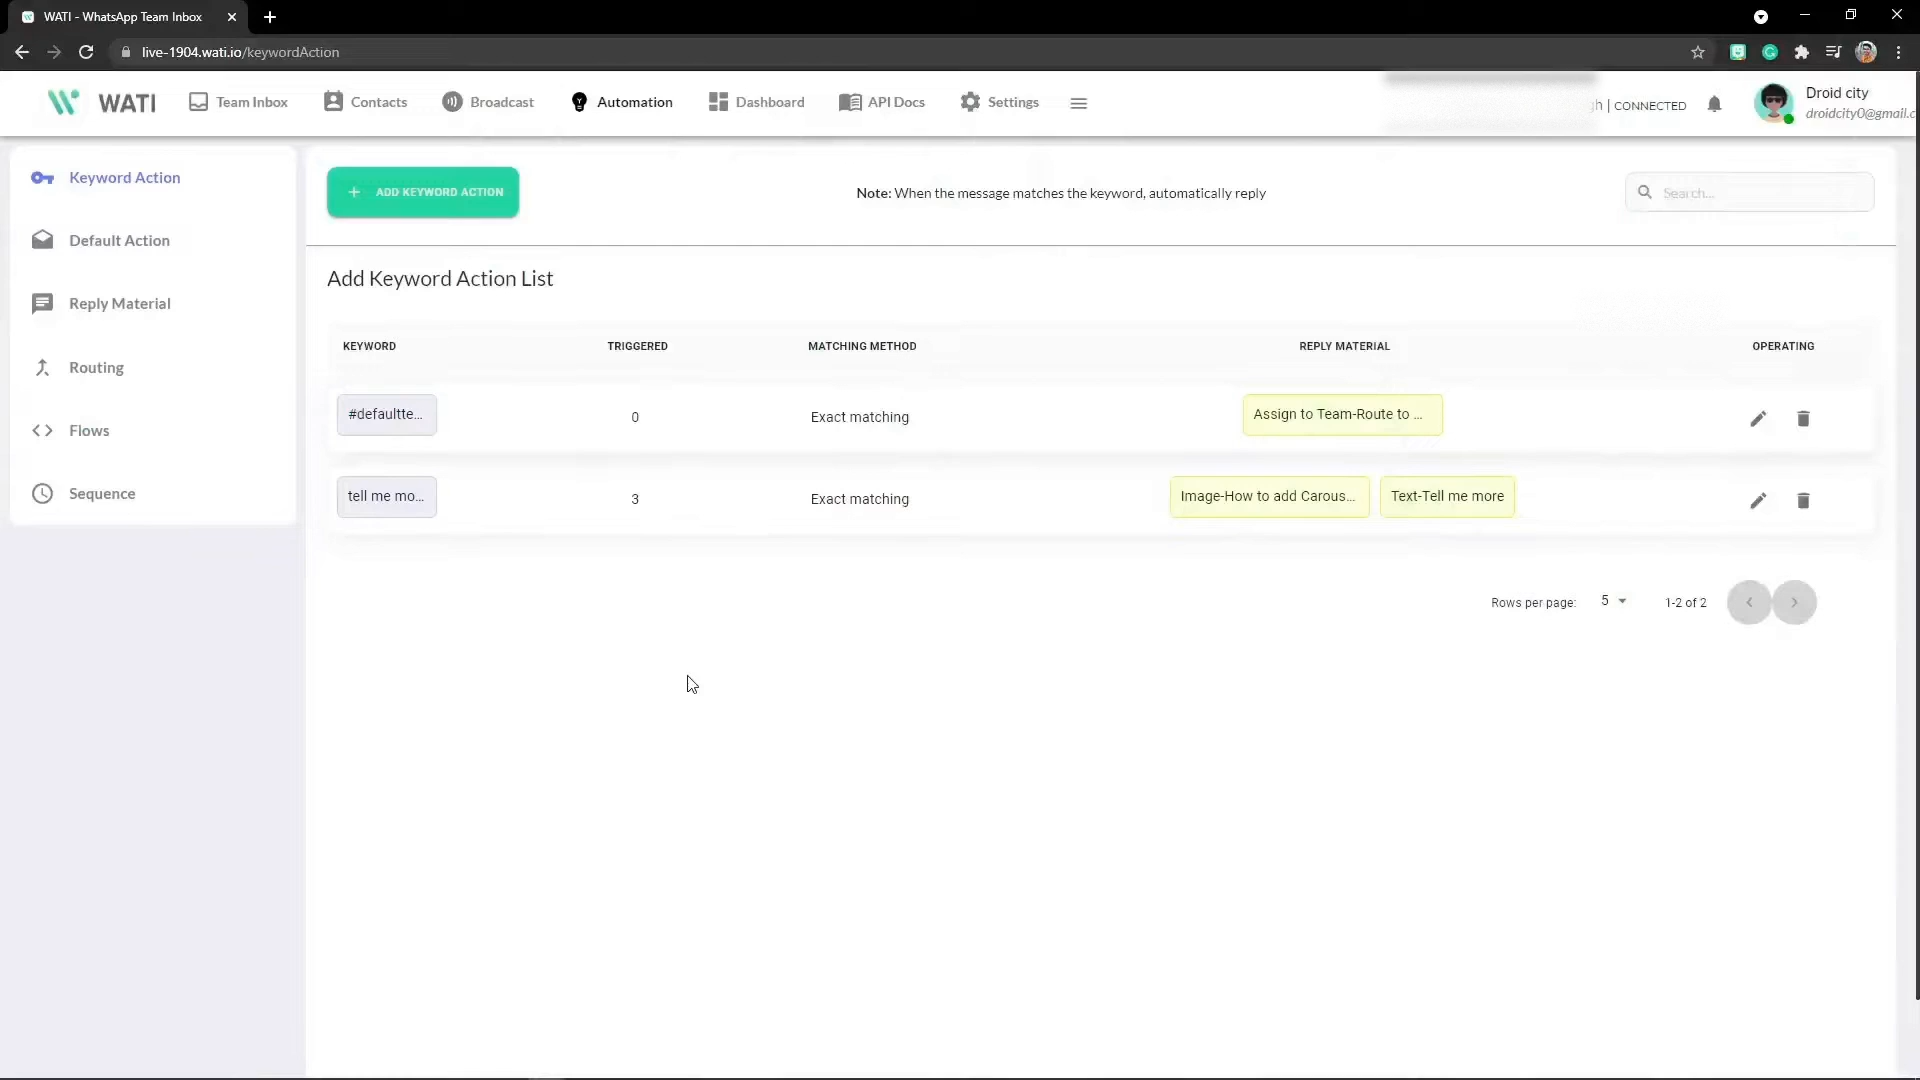 WATI - WhatsApp Team Inbox
live-1904.wati.io/keywordAction
WATI
Team Inbox
Contacts
Broadcast
Automation
Dashboard
API Docs
Settings
| CONNECTED
Droid city
droidcity0@gmail.c
Keyword Action
Default Action
Reply Material
Routing
Flows
Sequence
+ ADD KEYWORD ACTION
Note: When the message matches the keyword, automatically reply
Search...
Add Keyword Action List
KEYWORD TRIGGERED MATCHING METHOD REPLY MATERIAL OPERATING
#defaultte... 0 Exact matching Assign to Team-Route to ...
tell me mo... 3 Exact matching Image-How to add Carous... Text-Tell me more
Rows per page: 5 1-2 of 2